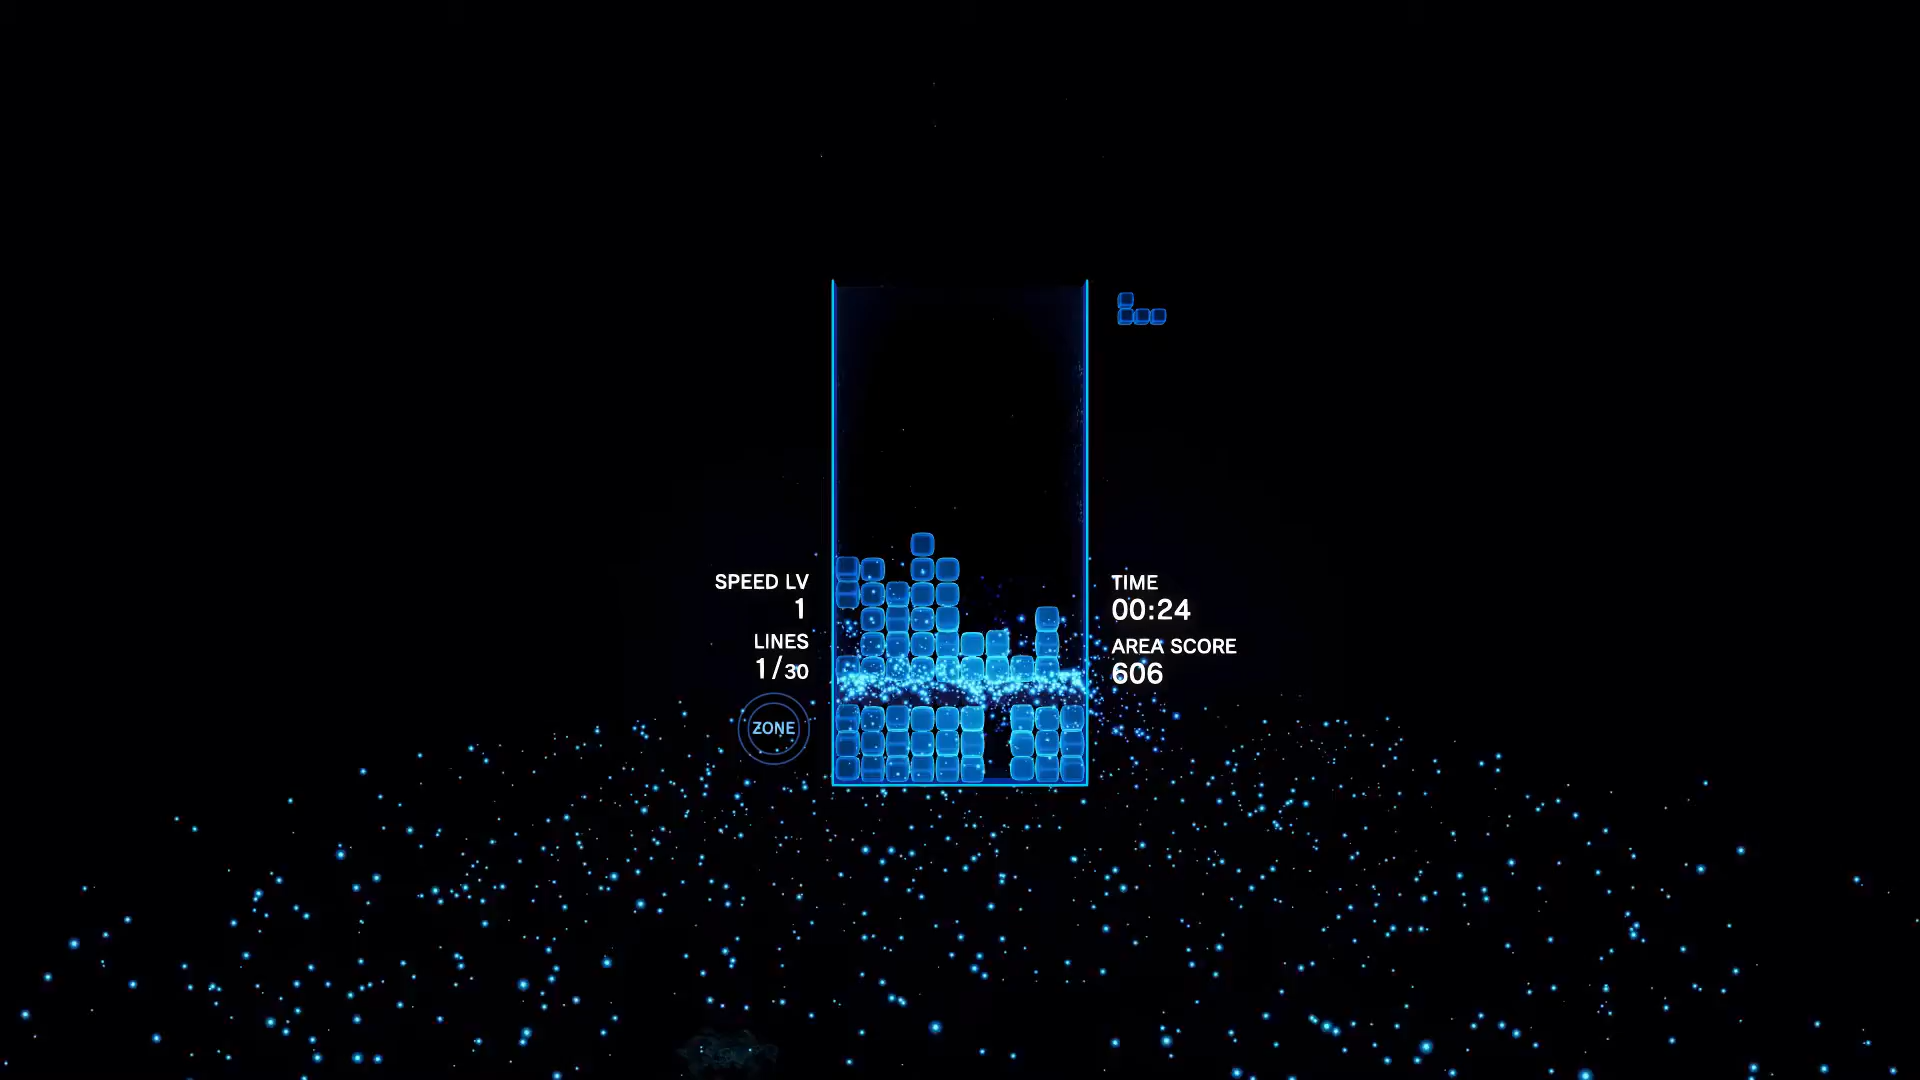 SPEED LV
1
LINES
1/30
ZONE
TIME
00:24
AREA SCORE
606